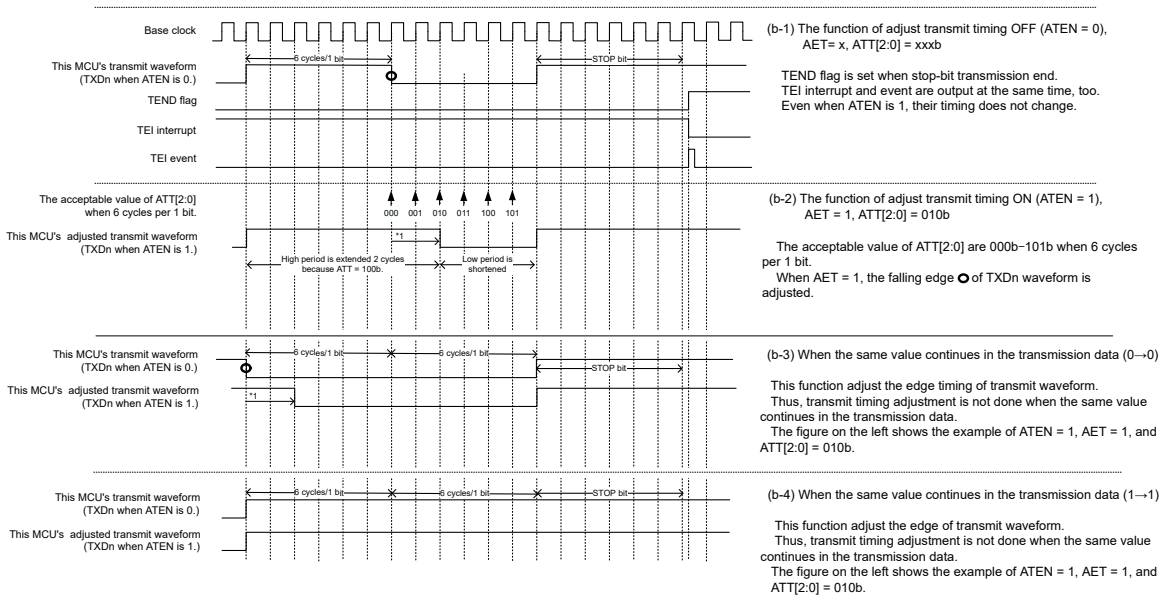 Base clock
(b-1) The function of adjust transmit timing OFF (ATEN = 0),
AET= x, ATT[2:0] = xxxb
6 cycles/1 bit
STOP bit
This MCU's transmit waveform
(TXDn when ATEN is 0.)
TEND flag is set when stop-bit transmission end.
TEI interrupt and event are output at the same time, too.
Even when ATEN is 1, their timing does not change.
TEND flag
TEI interrupt
TEI event
The acceptable value of ATT[2:0]
when 6 cycles per 1 bit.
000 001 010 011 100 101
(b-2) The function of adjust transmit timing ON (ATEN = 1),
AET = 1, ATT[2:0] = 010b
This MCU's adjusted transmit waveform
(TXDn when ATEN is 1.)
*1
High period is extended 2 cycles
because ATT = 100b.
Low period is
shortened
The acceptable value of ATT[2:0] are 000b−101b when 6 cycles
per 1 bit.
When AET = 1, the falling edge of TXDn waveform is
adjusted.
This MCU's transmit waveform
(TXDn when ATEN is 0.)
6 cycles/1 bit
6 cycles/1 bit
STOP bit
(b-3) When the same value continues in the transmission data (0→0)
This MCU's adjusted transmit waveform
(TXDn when ATEN is 1.)
*1
This function adjust the edge timing of transmit waveform.
Thus, transmit timing adjustment is not done when the same value
continues in the transmission data.
The figure on the left shows the example of ATEN = 1, AET = 1, and
ATT[2:0] = 010b.
This MCU's transmit waveform
(TXDn when ATEN is 0.)
6 cycles/1 bit
6 cycles/1 bit
STOP bit
(b-4) When the same value continues in the transmission data (1→1)
This MCU's adjusted transmit waveform
(TXDn when ATEN is 1.)
This function adjust the edge of transmit waveform.
Thus, transmit timing adjustment is not done when the same value
continues in the transmission data.
The figure on the left shows the example of ATEN = 1, AET = 1, and
ATT[2:0] = 010b.